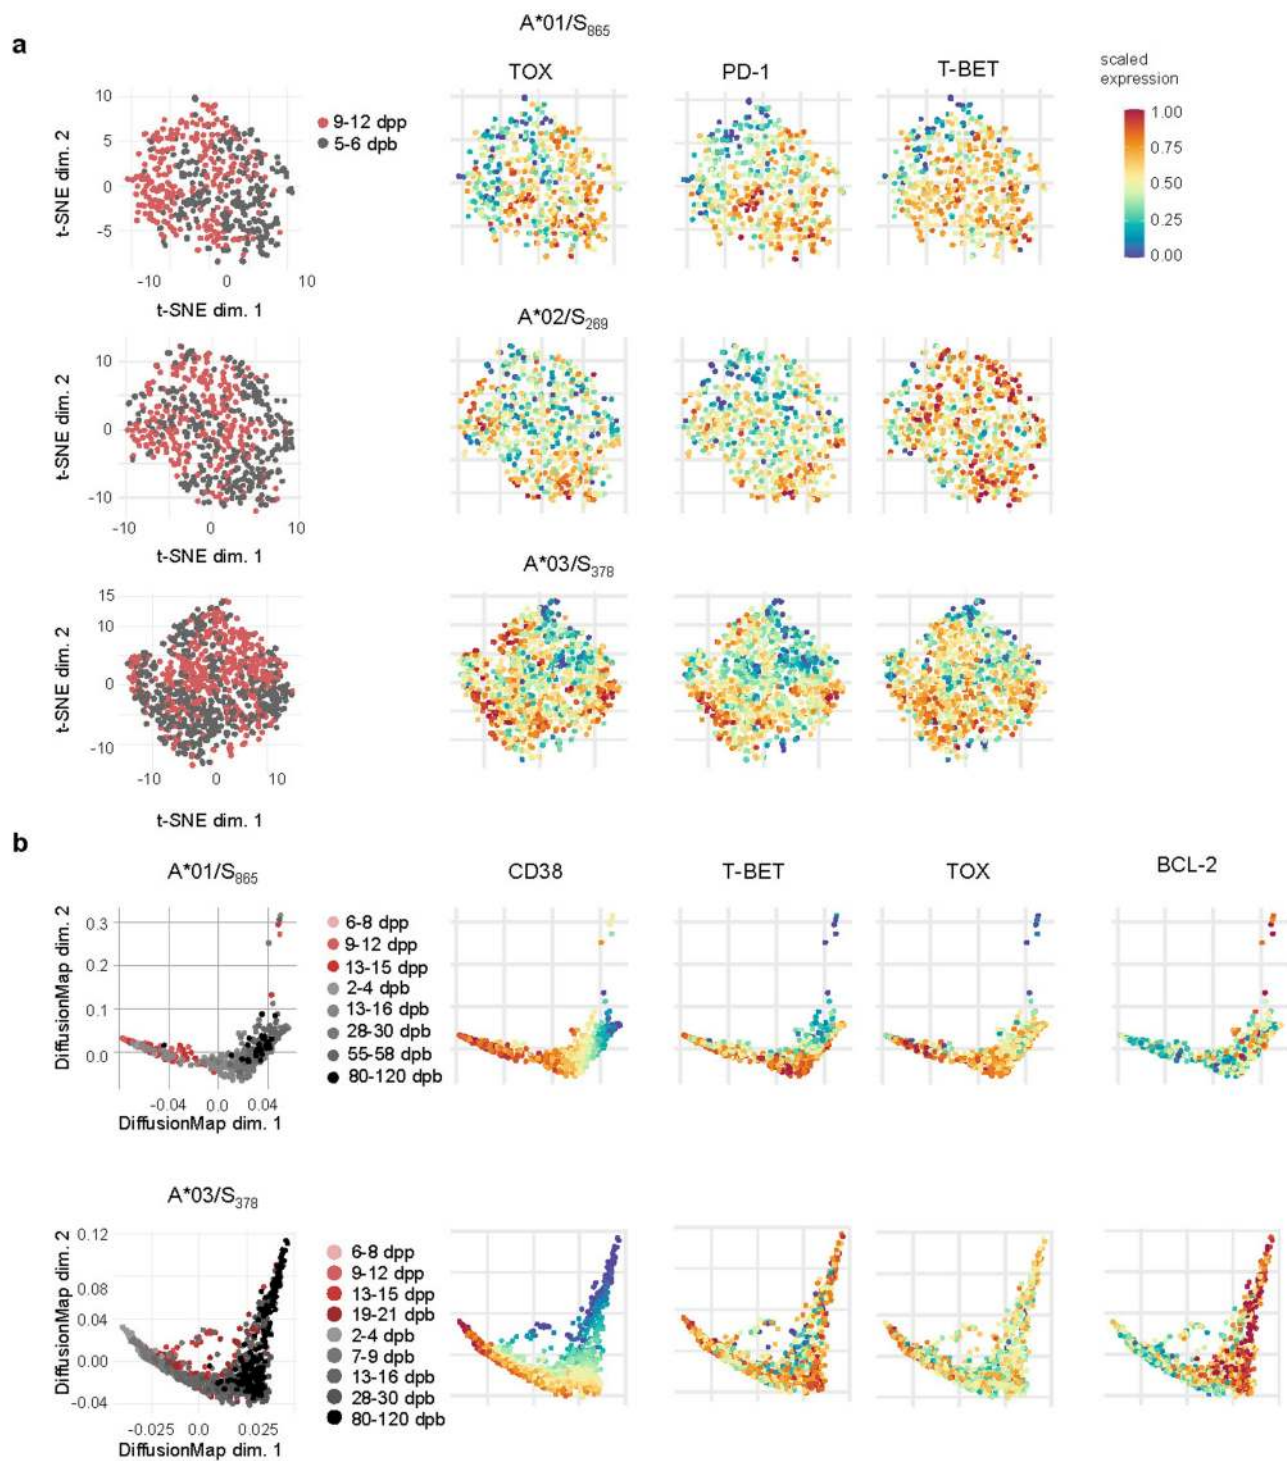 a
A*01/S865
TOX
PD-1
T-BET
scaled
expression
1.00
0.75
0.50
0.25
0.00
t-SNE dim. 2
10
5
0
-5
-10
0
10
t-SNE dim. 1
9-12 dpp
5-6 dpb
A*02/S269
t-SNE dim. 2
10
0
-10
-10
0
10
t-SNE dim. 1
A*03/S378
t-SNE dim. 2
15
10
0
-10
-10
0
10
t-SNE dim. 1
b
A*01/S865
CD38
T-BET
TOX
BCL-2
DiffusionMap dim. 2
0.3
0.2
0.1
0.0
-0.04
0.0
0.04
DiffusionMap dim. 1
6-8 dpp
9-12 dpp
13-15 dpp
2-4 dpb
13-16 dpb
28-30 dpb
55-58 dpb
80-120 dpb
A*03/S378
DiffusionMap dim. 2
0.12
0.08
0.04
0.00
-0.04
-0.025
0.0
0.025
DiffusionMap dim. 1
6-8 dpp
9-12 dpp
13-15 dpp
19-21 dpb
2-4 dpb
7-9 dpb
13-16 dpb
28-30 dpb
80-120 dpb